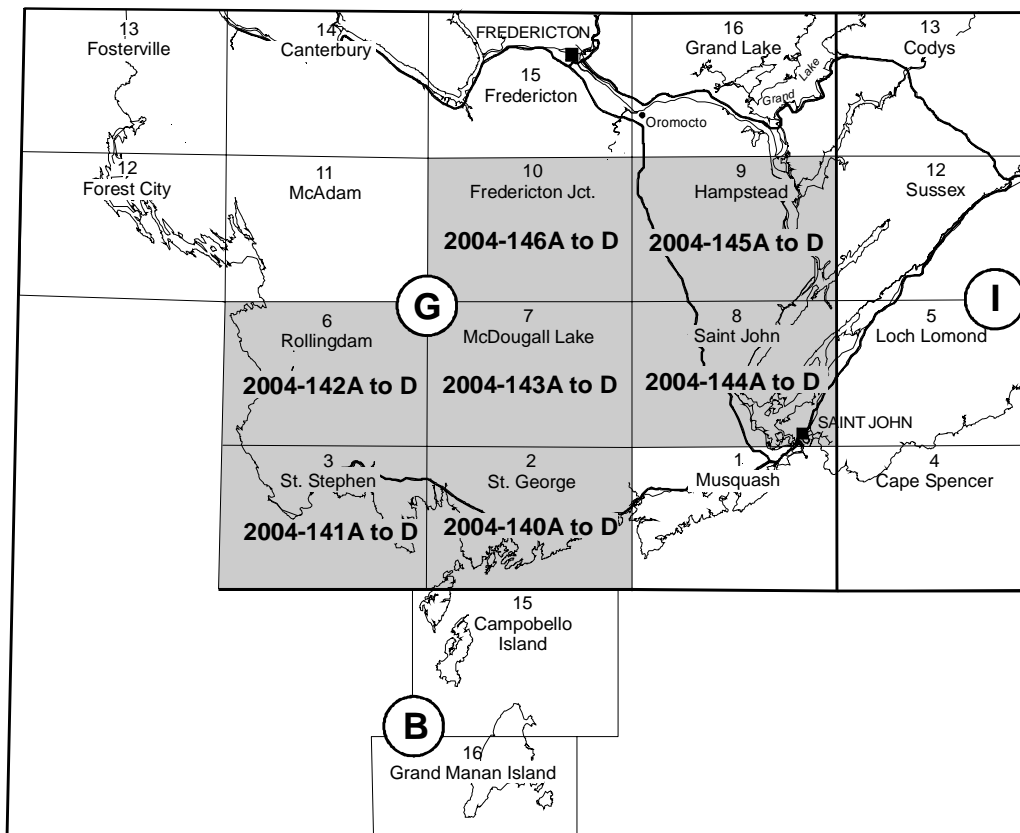 13
Fosterville
14
Canterbury
FREDERICTON
15
Fredericton
16
Grand Lake
Grand Lake
13
Codys
Oromocto
12
Forest City
11
McAdam
10
Fredericton Jct.
2004-146A to D
9
Hampstead
2004-145A to D
12
Sussex
G
I
6
Rollingdam
2004-142A to D
7
McDougall Lake
2004-143A to D
8
Saint John
2004-144A to D
5
Loch Lomond
SAINT JOHN
3
St. Stephen
2004-141A to D
2
St. George
2004-140A to D
1
Musquash
4
Cape Spencer
15
Campobello
Island
B
16
Grand Manan Island